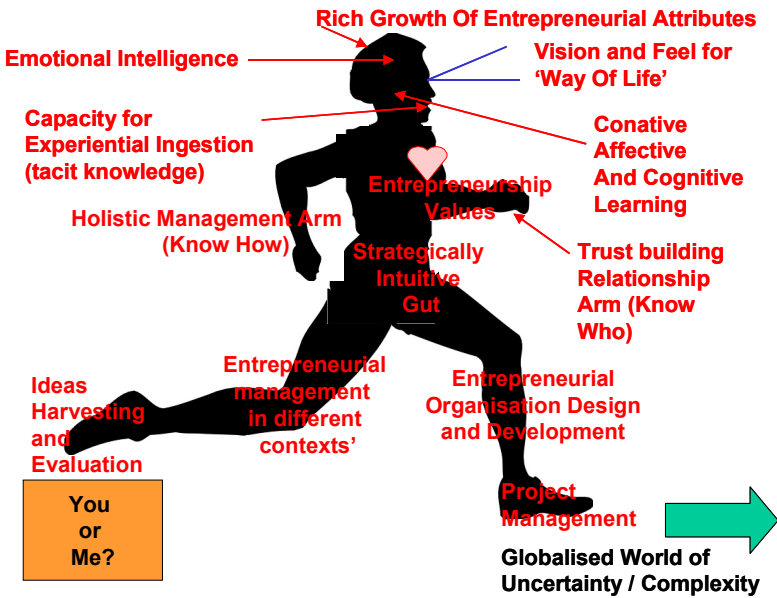 Rich Growth Of Entrepreneurial Attributes
Emotional Intelligence
Vision and Feel for
‘Way Of Life’
Capacity for
Experiential Ingestion
(tacit knowledge)
Conative
Affective
And Cognitive
Learning
Entrepreneurship
Values
Holistic Management Arm
(Know How)
Strategically
Intuitive
Gut
Trust building
Relationship
Arm (Know
Who)
Ideas
Harvesting
and
Evaluation
Entrepreneurial
management
in different
contexts’
Entrepreneurial
Organisation Design
and Development
You
or
Me?
Project
Management
Globalised World of
Uncertainty / Complexity